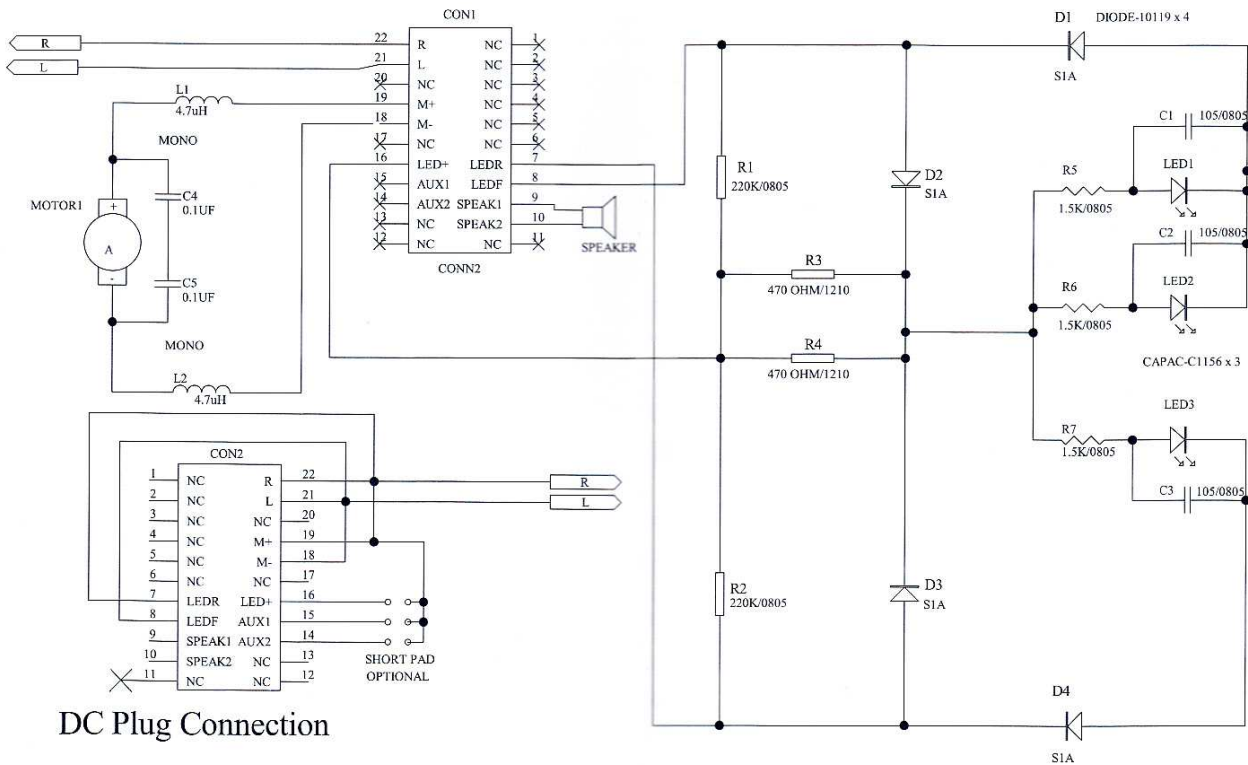 CON1
D1 DIODE-10119 x 4
S1A
R
L
22 R NC 1
21 L NC 2
20 NC NC 3
19 M+ NC 4
18 M- NC 5
17 NC NC 6
16 LED+ LEDR 7
15 AUX1 LEDF 8
14 AUX2 SPEAK1 9
13 NC SPEAK2 10
12 NC NC 11
CONN2
SPEAKER
L1
4.7uH
MONO
C4
0.1UF
MOTOR1
+
A
-
C5
0.1UF
MONO
L2
4.7uH
R1
220K/0805
D2
S1A
R3
470 OHM/1210
R4
470 OHM/1210
C1 105/0805
R5 LED1
1.5K/0805
C2 105/0805
R6 LED2
1.5K/0805
CAPAC-C1156 x 3
LED3
R7
1.5K/0805
C3 105/0805
R2
220K/0805
D3
S1A
D4
S1A
CON2
1 NC R 22
2 NC L 21
3 NC NC 20
4 NC M+ 19
5 NC M- 18
6 NC NC 17
7 LEDR LED+ 16
8 LEDF AUX1 15
9 SPEAK1 AUX2 14
10 SPEAK2 NC 13
11 NC NC 12
R
L
SHORT PAD
OPTIONAL
DC Plug Connection